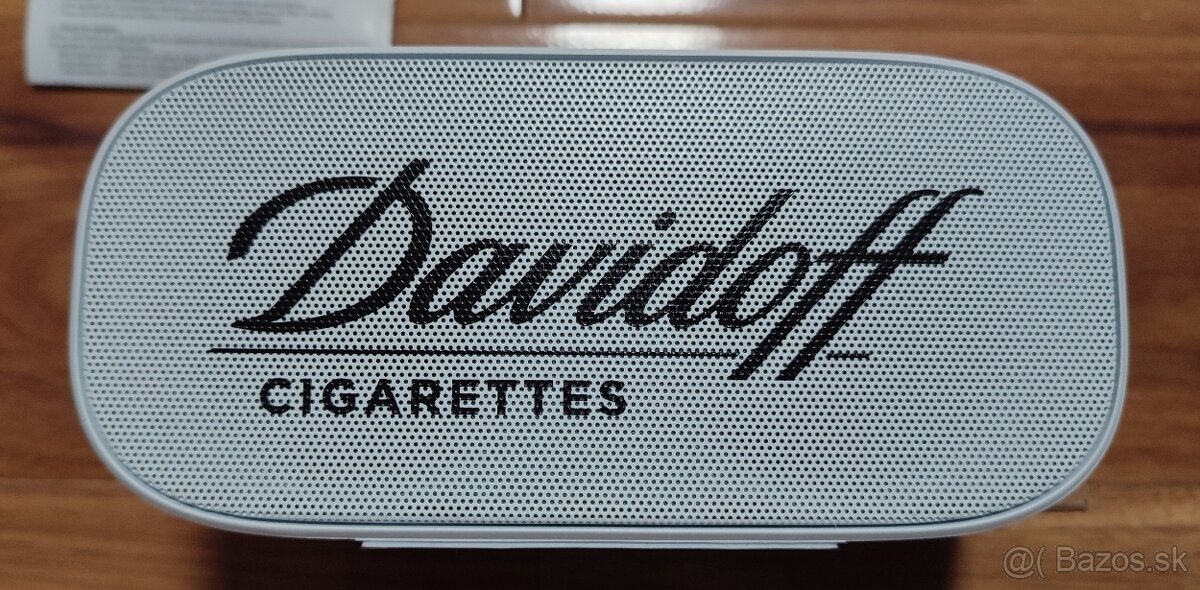 Davidoff
CIGARETTES
@( Bazos.sk